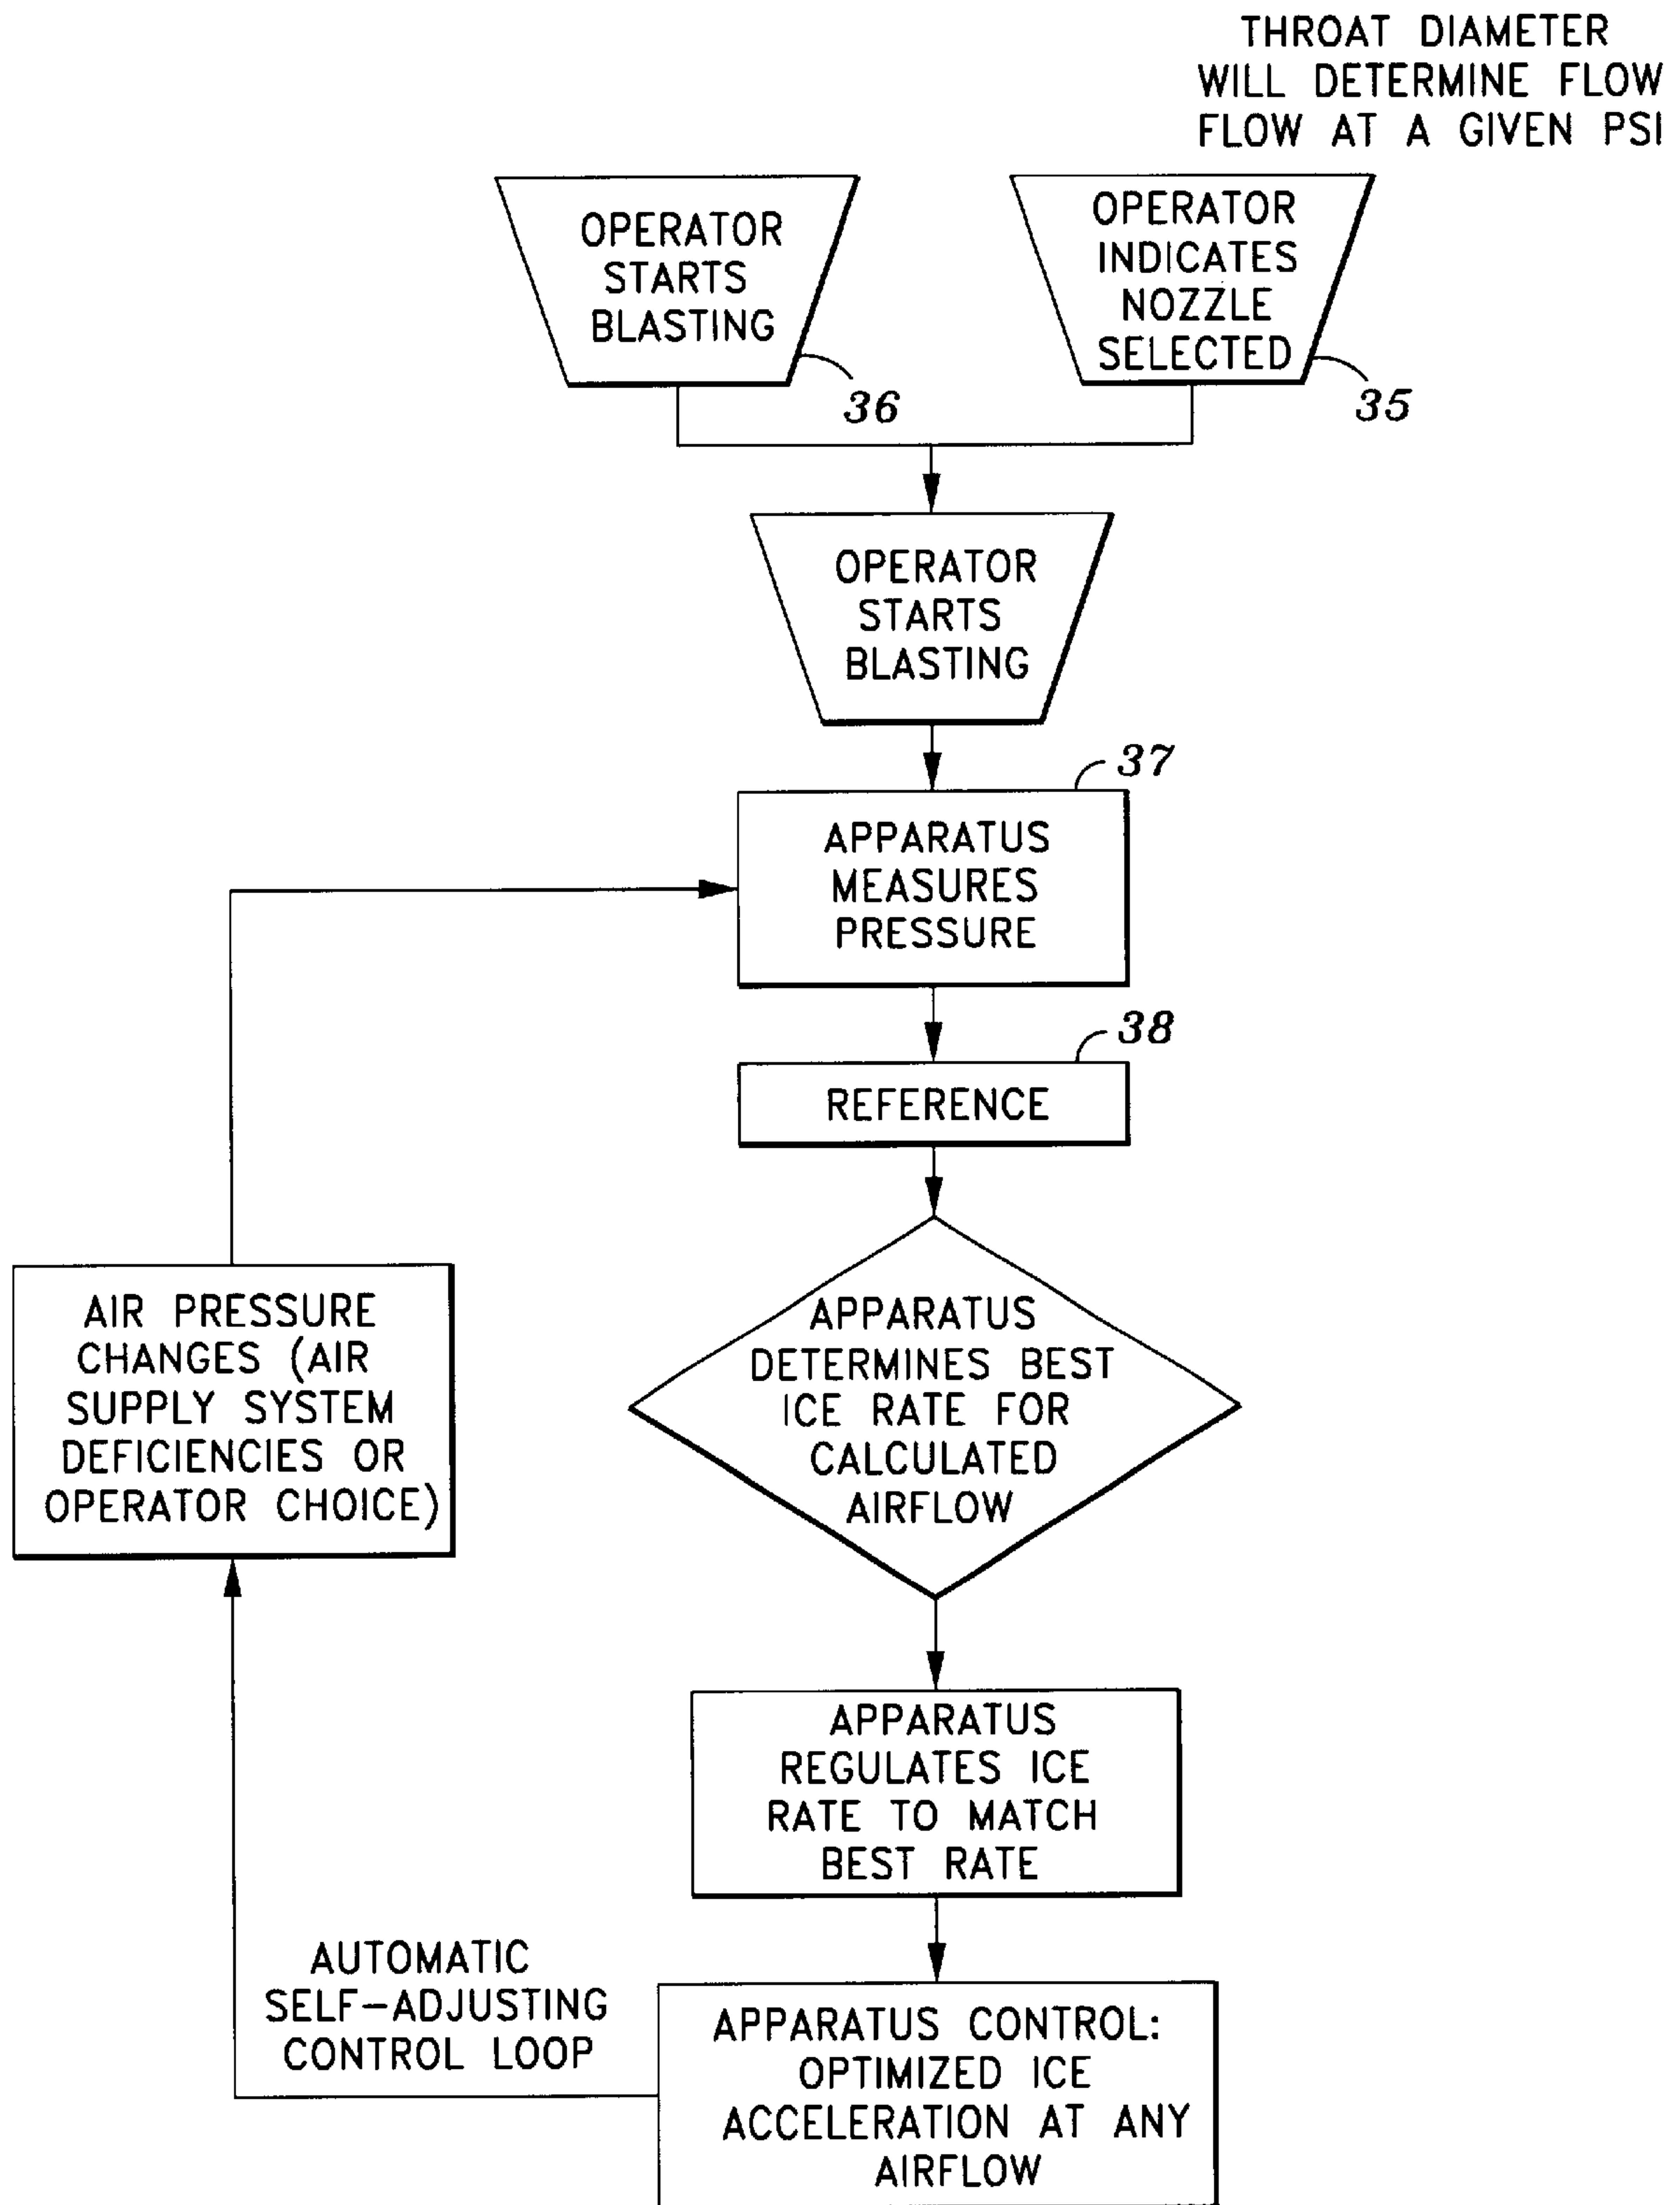 THROAT DIAMETER
WILL DETERMINE FLOW
FLOW AT A GIVEN PSI
OPERATOR
STARTS
BLASTING
36
OPERATOR
INDICATES
NOZZLE
SELECTED
35
OPERATOR
STARTS
BLASTING
37
APPARATUS
MEASURES
PRESSURE
38
REFERENCE
APPARATUS
DETERMINES BEST
ICE RATE FOR
CALCULATED
AIRFLOW
AIR PRESSURE
CHANGES (AIR
SUPPLY SYSTEM
DEFICIENCIES OR
OPERATOR CHOICE)
APPARATUS
REGULATES ICE
RATE TO MATCH
BEST RATE
AUTOMATIC
SELF-ADJUSTING
CONTROL LOOP
APPARATUS CONTROL:
OPTIMIZED ICE
ACCELERATION AT ANY
AIRFLOW